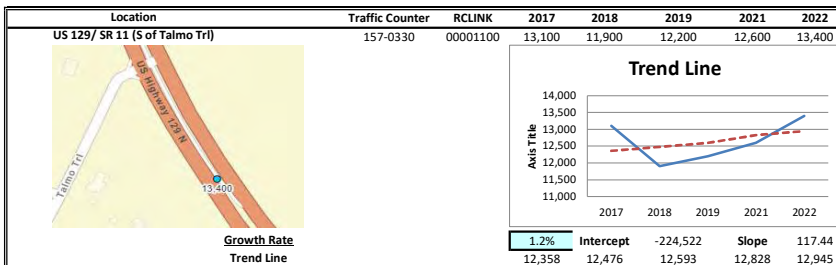 Location Traffic Counter RCLINK 2017 2018 2019 2021 2022
US 129/ SR 11 (S of Talmo Trl) 157-0330 00001100 13,100 11,900 12,200 12,600 13,400
US Highway 129 N
Talmo Trl
13,400
Trend Line
Axis Title
14,000
13,500
13,000
12,500
12,000
11,500
11,000
2017 2018 2019 2021 2022
Growth Rate 1.2% Intercept -224,522 Slope 117.44
Trend Line 12,358 12,476 12,593 12,828 12,945